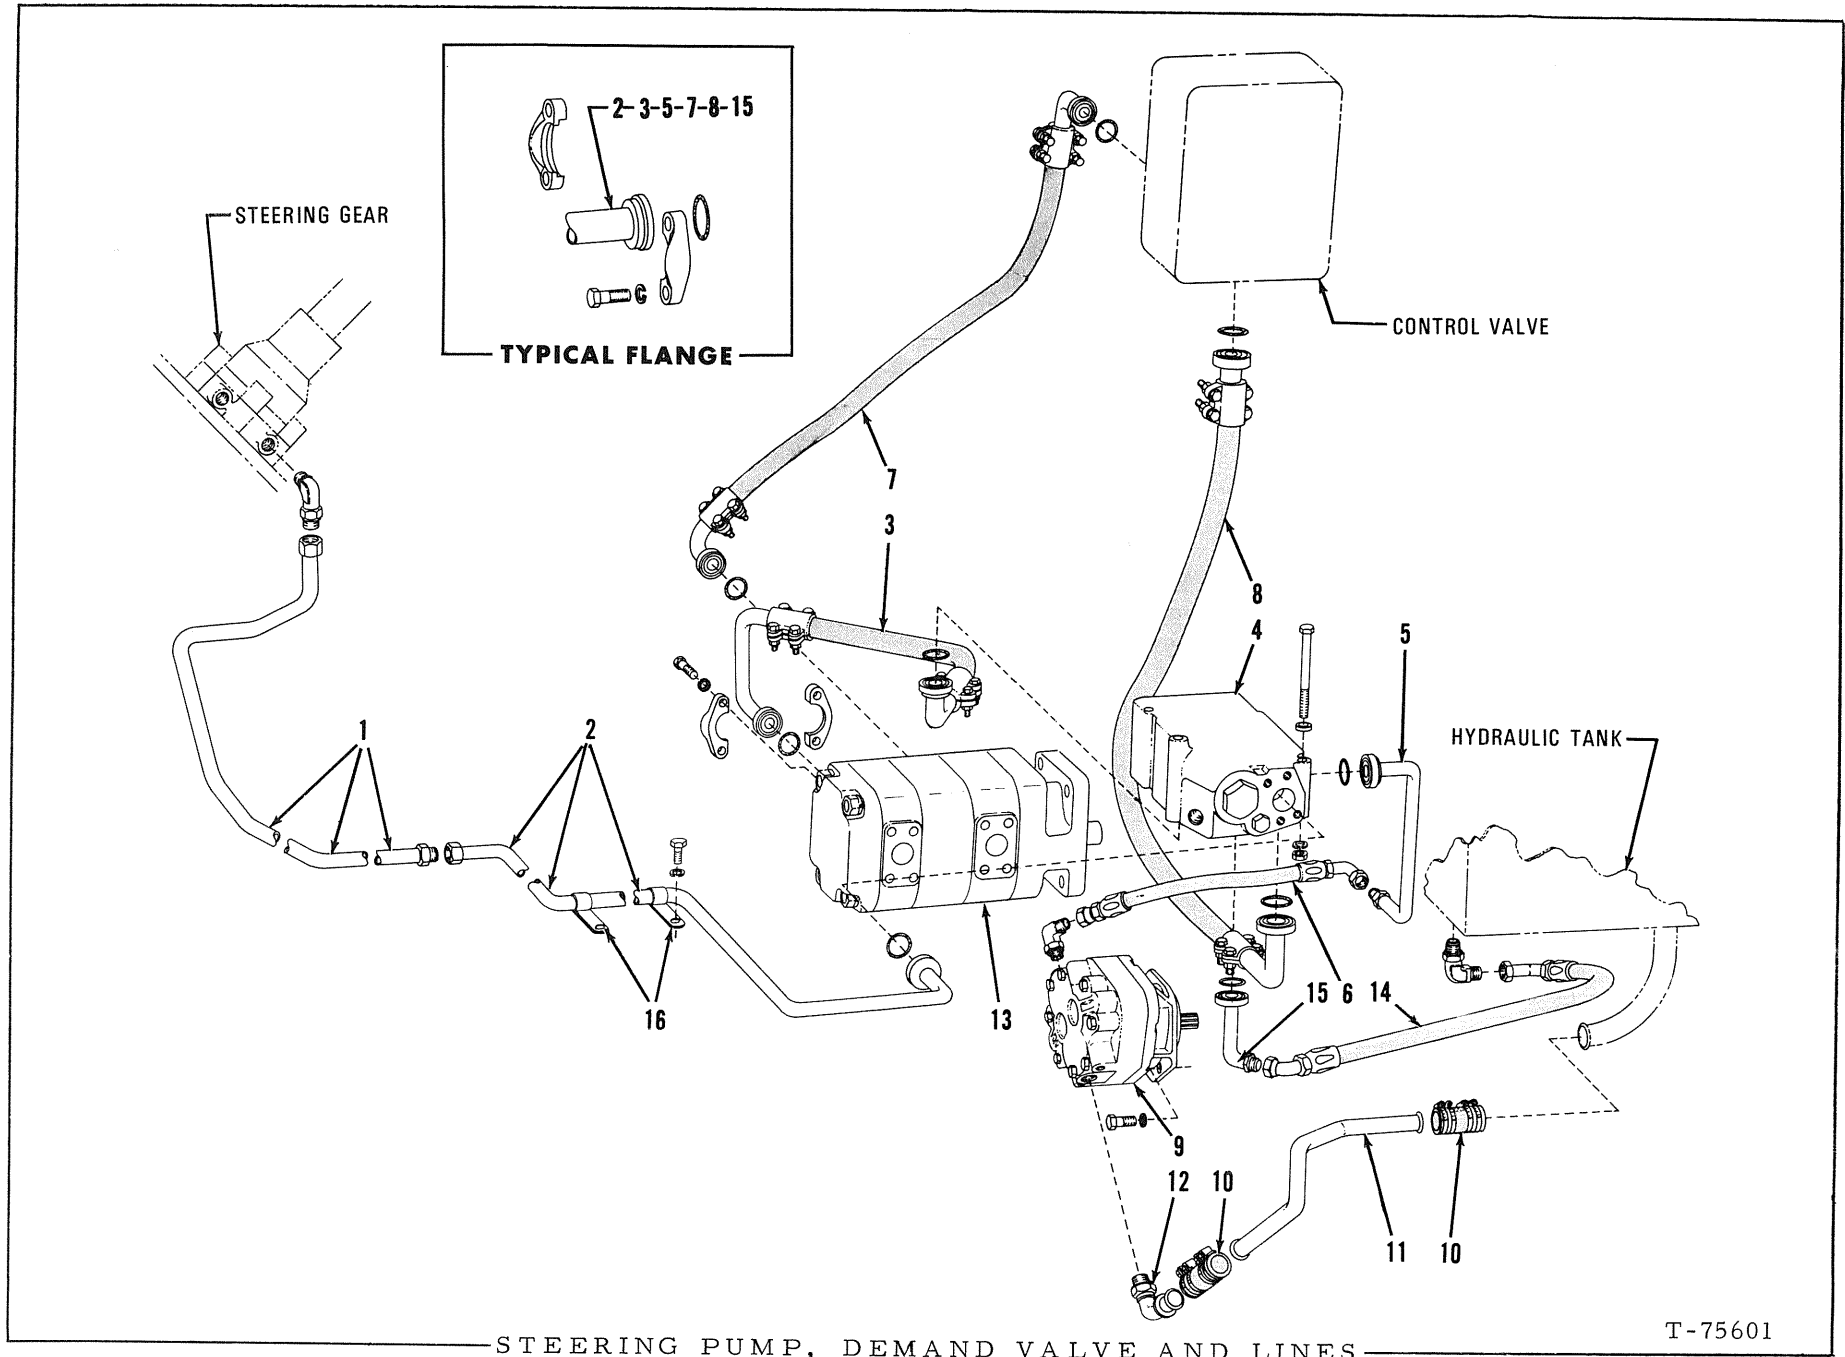 2-3-5-7-8-15
STEERING GEAR
TYPICAL FLANGE
CONTROL VALVE
7
3
8
4
5
1
2
HYDRAULIC TANK
16
13
15 6 14
9
12 10
11
10
T-75601
STEERING PUMP, DEMAND VALVE AND LINES